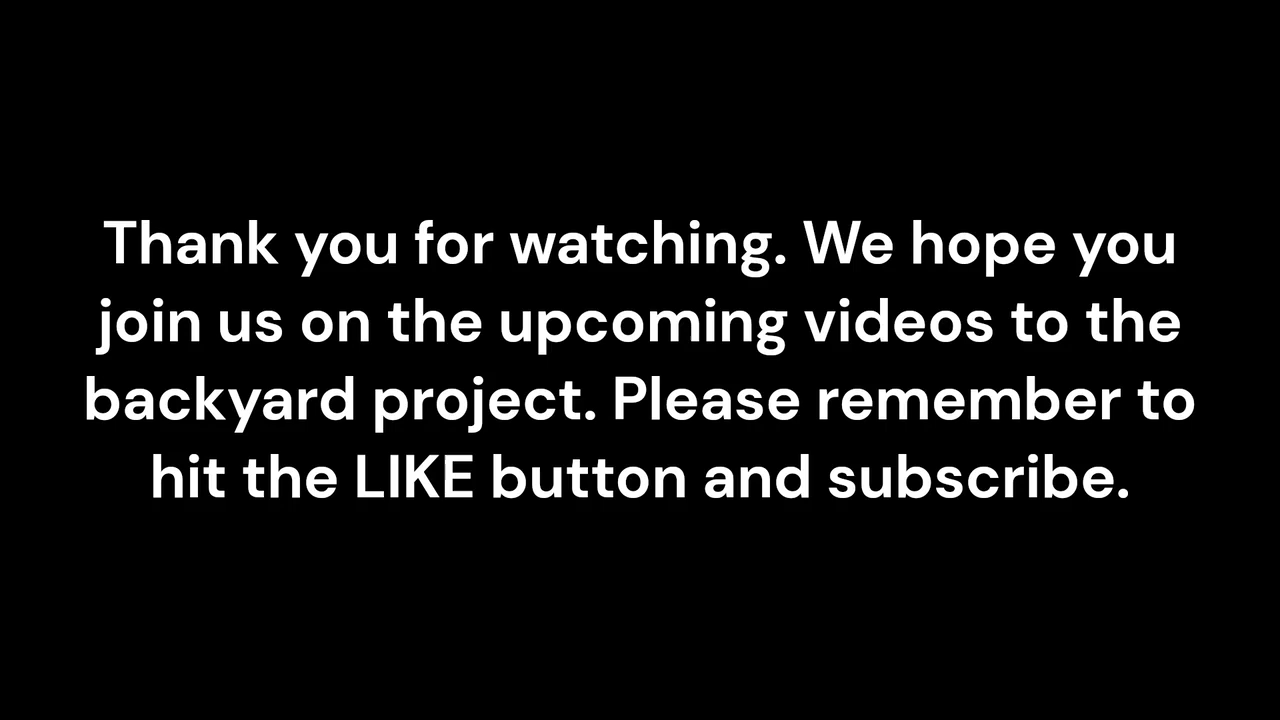 Thank you for watching. We hope you
join us on the upcoming videos to the
backyard project. Please remember to
hit the LIKE button and subscribe.